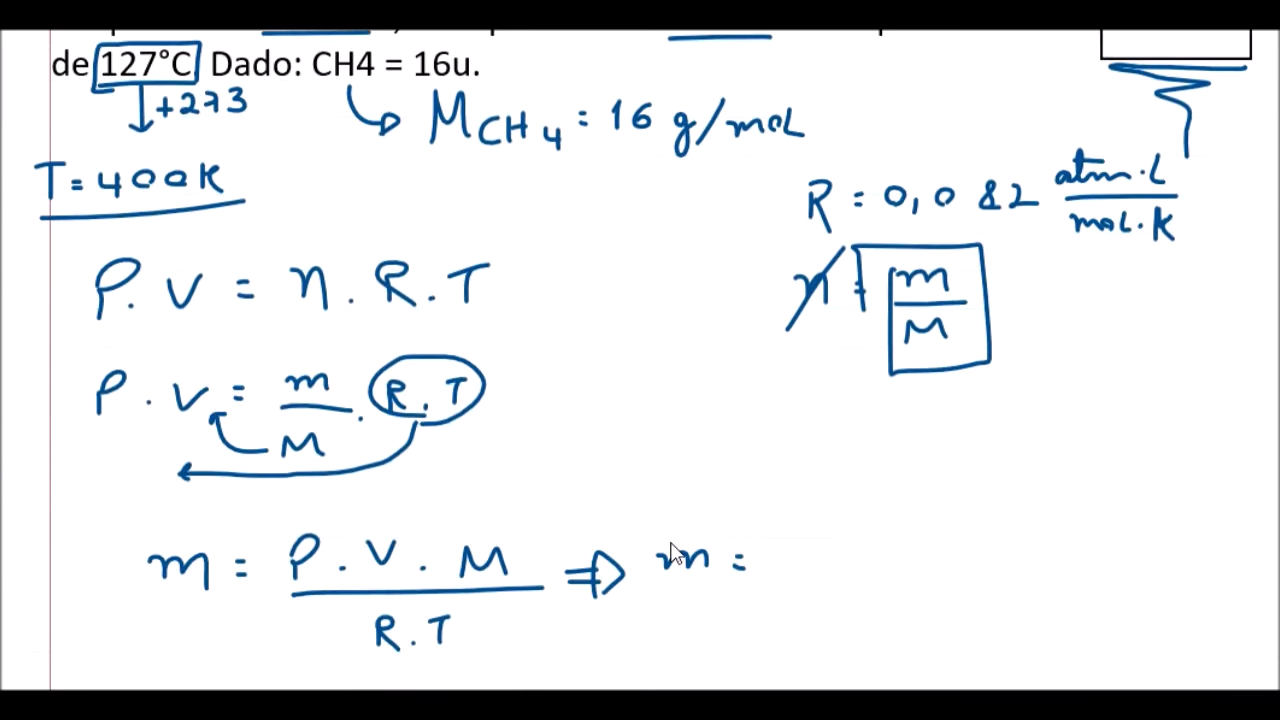 de 127°C Dado: CH4 = 16u.
+273
M CH4 = 16 g/mol
T = 400K
R = 0,082 atm.L / mol.K
P. V = n. R. T
n = m / M
P. V = m / M . R. T
m = P. V. M / R. T ⇒ m =